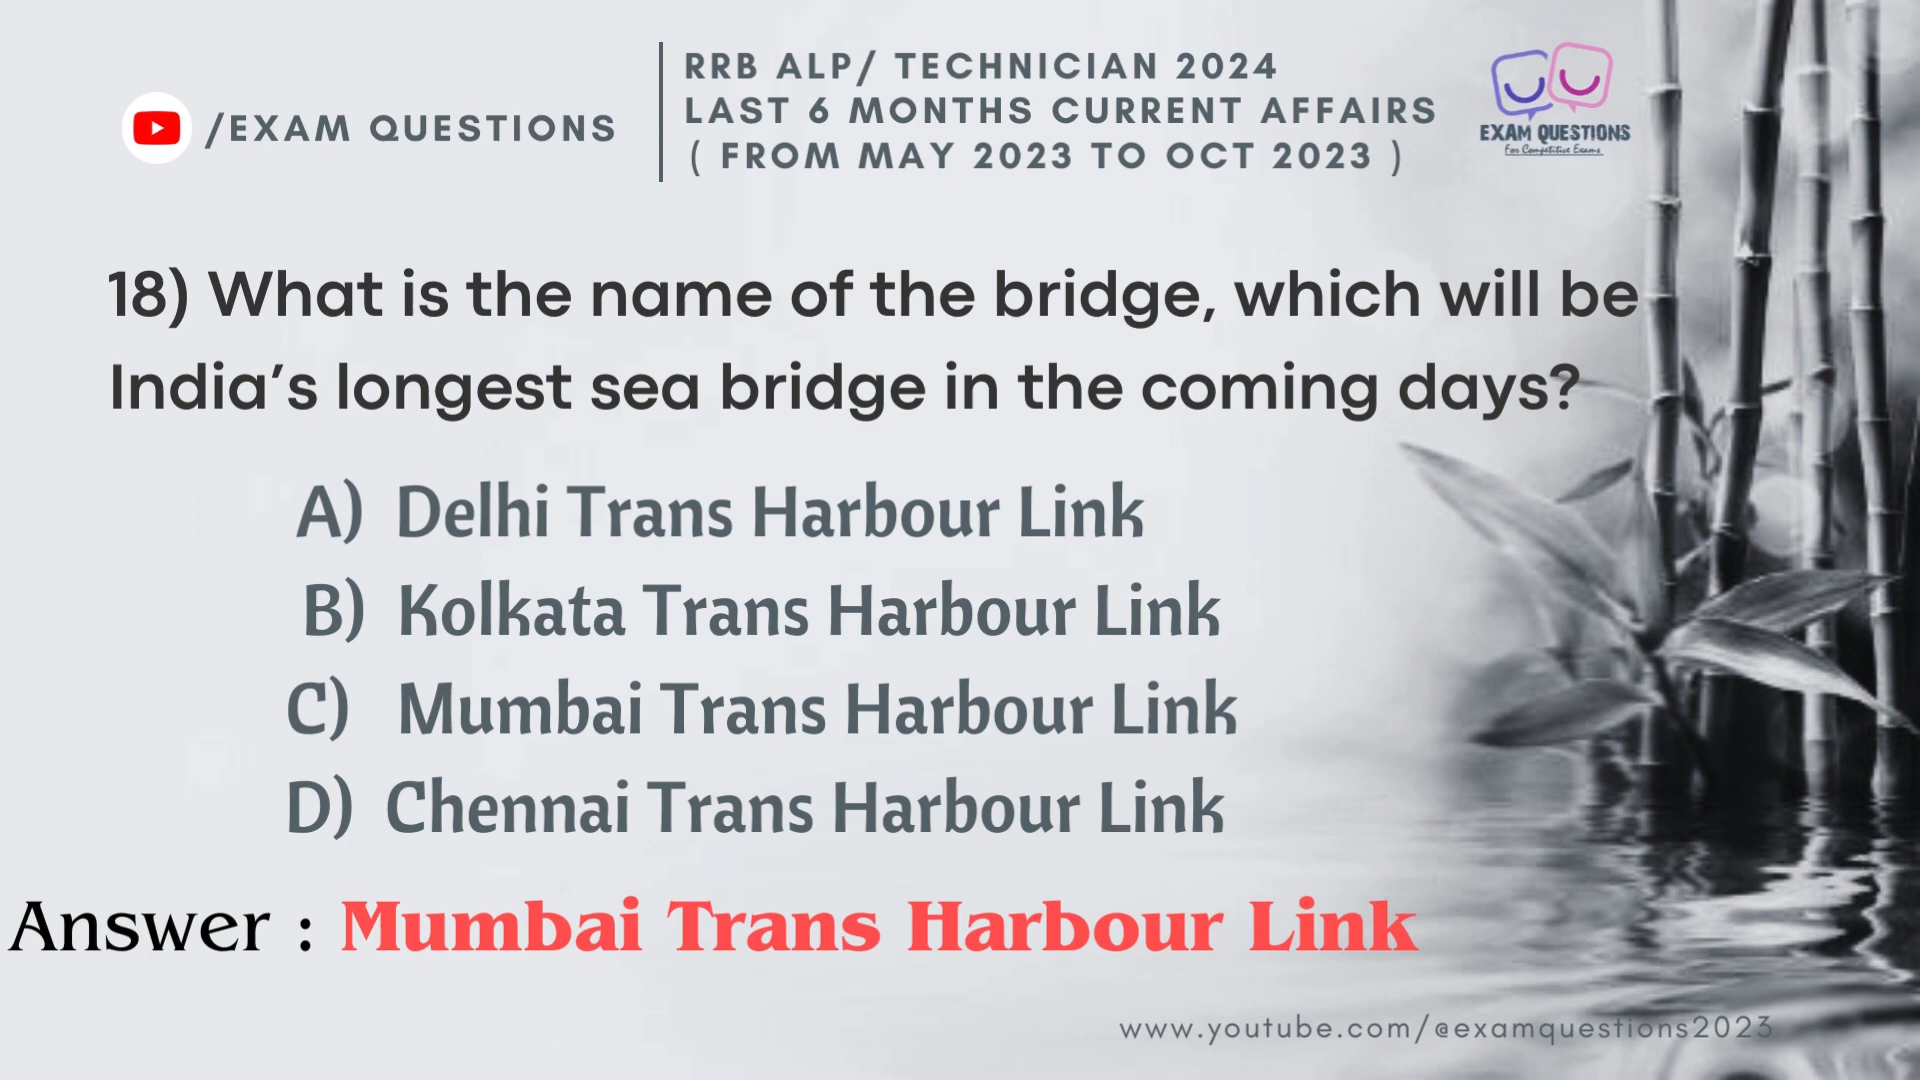 /EXAM QUESTIONS
RRB ALP/ TECHNICIAN 2024
LAST 6 MONTHS CURRENT AFFAIRS
( FROM MAY 2023 TO OCT 2023 )
EXAM QUESTIONS
For Competitive Exams
18) What is the name of the bridge, which will be
India’s longest sea bridge in the coming days?
A) Delhi Trans Harbour Link
B) Kolkata Trans Harbour Link
C) Mumbai Trans Harbour Link
D) Chennai Trans Harbour Link
Answer : Mumbai Trans Harbour Link
www.youtube.com/@examquestions2023